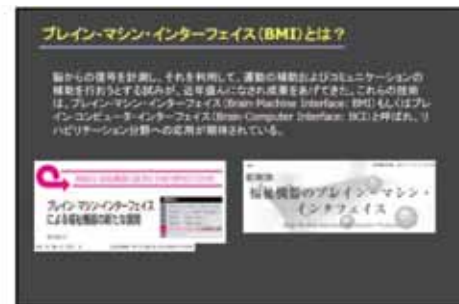 ブレイン・マシン・インターフェイス(BMI)とは?
脳からの信号を計測し、それを利用して、運動の補助およびコミュニケーションの
補助を行おうとする試みが、近年盛んになされ成果をあげてきた。これらの技術
は、ブレイン・マシン・インターフェイス(Brain-Machine Interface: BMI)もしくはブレ
イン・コンピュータ・インターフェイス(Brain-Computer Interface: BCI)と呼ばれ、リ
ハビリテーション分野への応用が期待されている。
ブレイン・マシン・インターフェイス
による福祉機器の新たな展開
福祉機器のブレイン・マシン・
インタフェイス